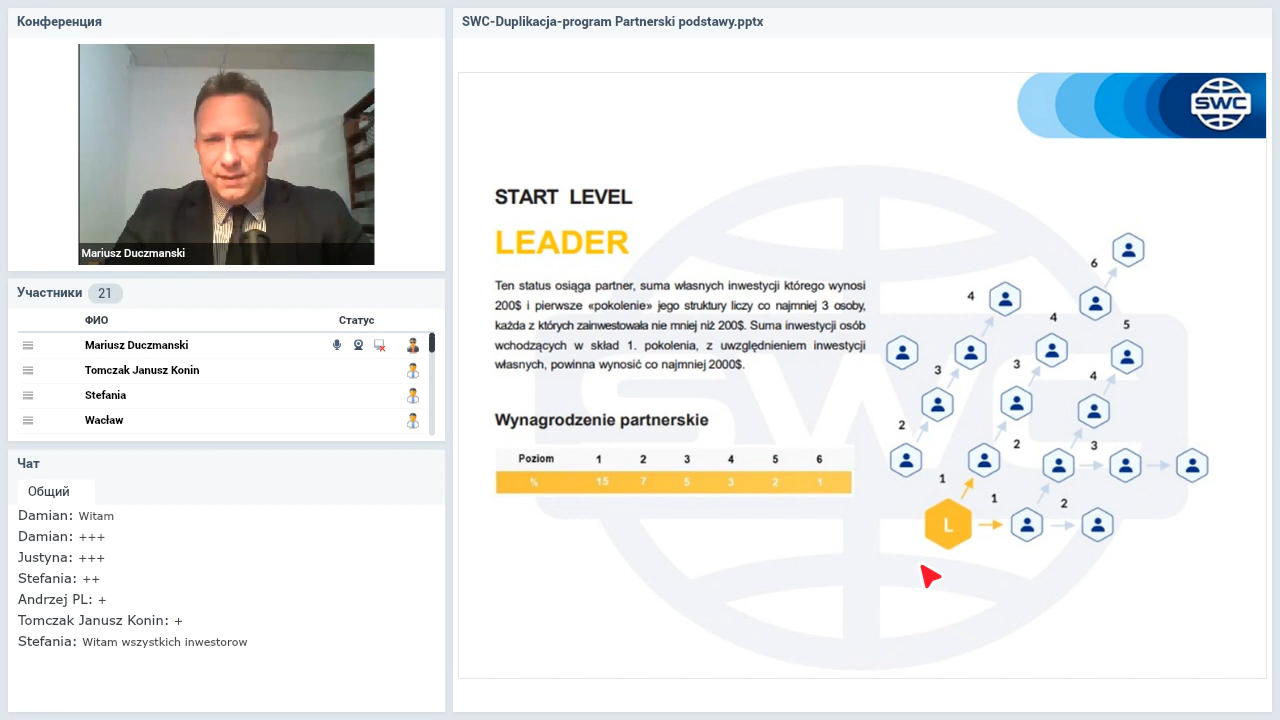 Конференция
Mariusz Duczmanski
Участники 21
ФИО Статус
Mariusz Duczmanski
Tomczak Janusz Konin
Stefania
Wacław
Чат
Общий
Damian: Witam
Damian: +++
Justyna: +++
Stefania: ++
Andrzej PL: +
Tomczak Janusz Konin: +
Stefania: Witam wszystkich inwestorow
SWC-Duplikacja-program Partnerski podstawy.pptx
SWC
START LEVEL
LEADER
Ten status osiąga partner, suma własnych inwestycji którego wynosi
200$ i pierwsze «pokolenie» jego struktury liczy co najmniej 3 osoby,
każda z których zainwestowała nie mniej niż 200$. Suma inwestycji osób
wchodzących w skład 1. pokolenia, z uwzględnieniem inwestycji
własnych, powinna wynosić co najmniej 2000$.
Wynagrodzenie partnerskie
Poziom 1 2 3 4 5 6
% 15 7 5 3 2 1
6
4
4
5
3
3
4
2
2
3
1
1
2
L
SWC